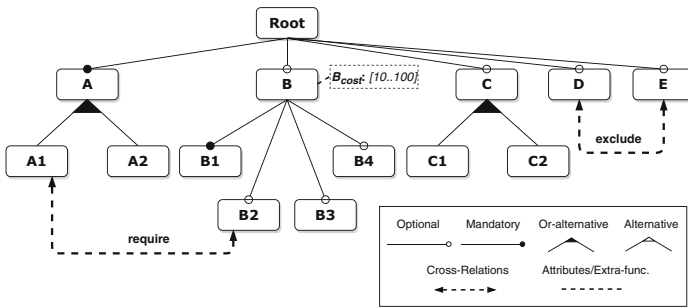 Root
A
B
B_cost: [10..100]
C
D
E
exclude
A1
A2
B1
B4
C1
C2
B2
B3
require
Optional Mandatory Or-alternative Alternative
Cross-Relations Attributes/Extra-func.